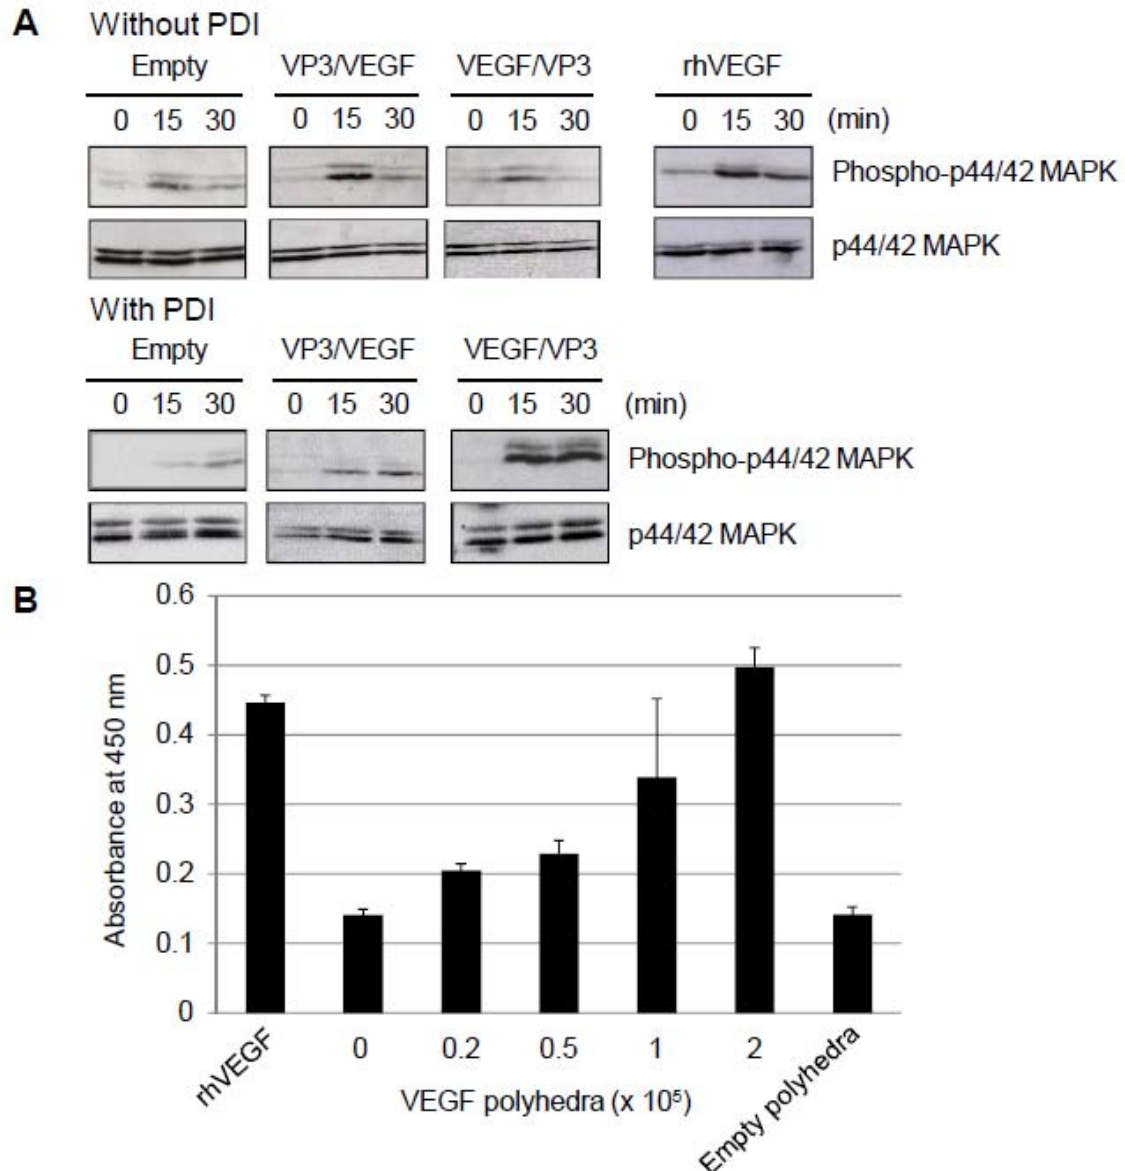 A
Without PDI
Empty VP3/VEGF VEGF/VP3 rhVEGF
0 15 30 0 15 30 0 15 30 0 15 30 (min)
Phospho-p44/42 MAPK
p44/42 MAPK
With PDI
Empty VP3/VEGF VEGF/VP3
0 15 30 0 15 30 0 15 30 (min)
Phospho-p44/42 MAPK
p44/42 MAPK
B
0.6
0.5
0.4
0.3
0.2
0.1
0
Absorbance at 450 nm
rhVEGF 0 0.2 0.5 1 2 Empty polyhedra
VEGF polyhedra (x 10⁵)